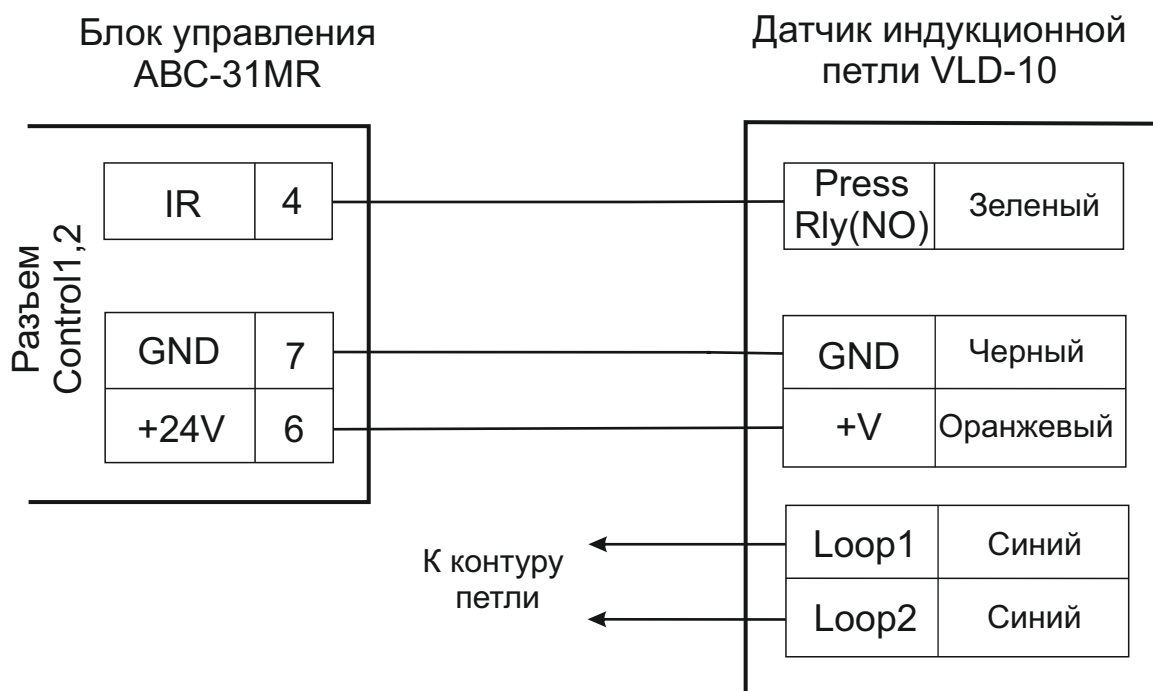 Блок управления
ABC-31MR
Датчик индукционной
петли VLD-10
Разъем
Control1,2
IR
4
GND
7
+24V
6
Press
Rly(NO)
Зеленый
GND
Черный
+V
Оранжевый
Loop1
Синий
Loop2
Синий
К контуру
петли